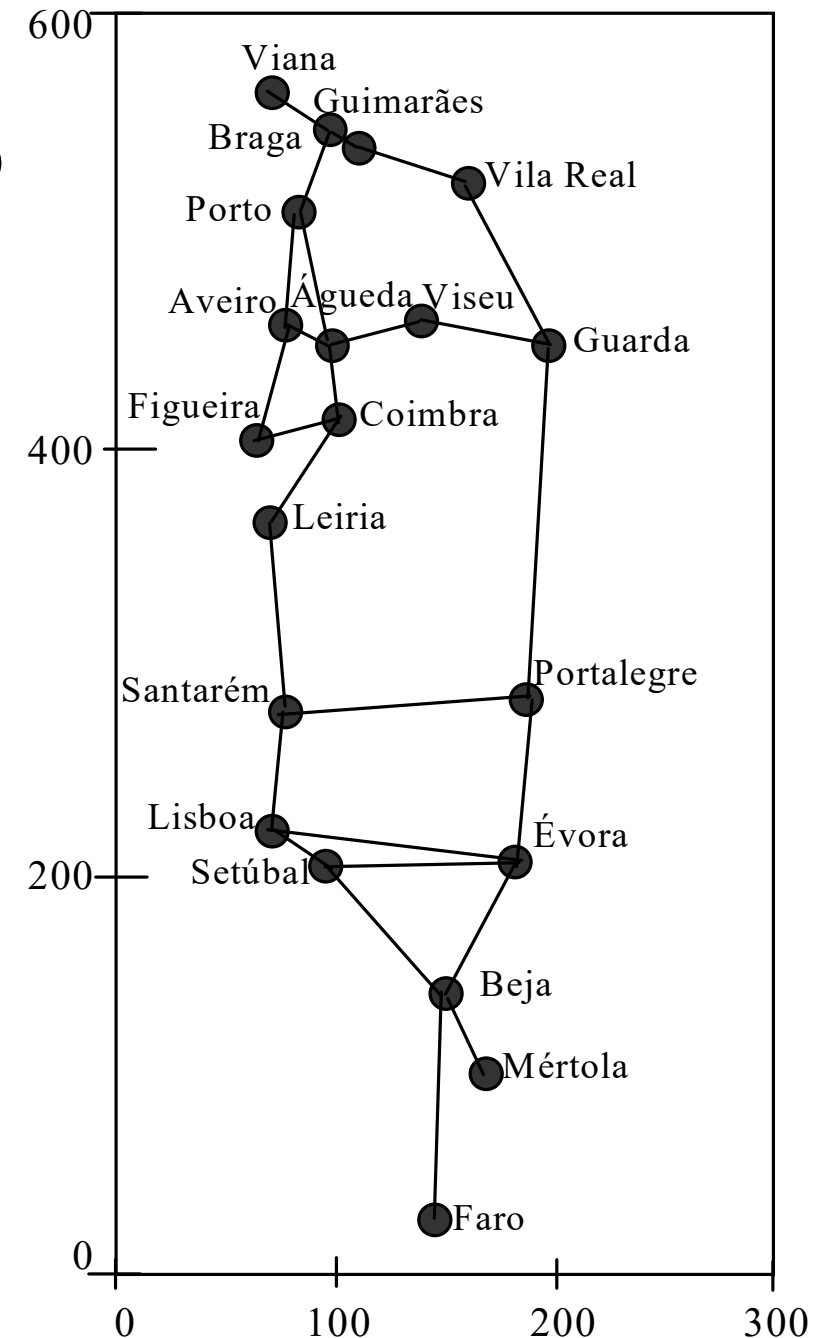 600
Viana
Guimarães
Braga
Vila Real
Porto
Aveiro
Águeda
Viseu
Guarda
Figueira
Coimbra
400
Leiria
Portalegre
Santarém
Lisboa
Évora
Setúbal
200
Beja
Mértola
Faro
0
0 100 200 300